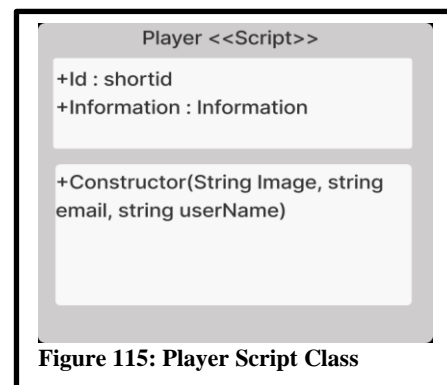 Player <<Script>>
+Id : shortid
+Information : Information
+Constructor(String Image, string
email, string userName)
Figure 115: Player Script Class